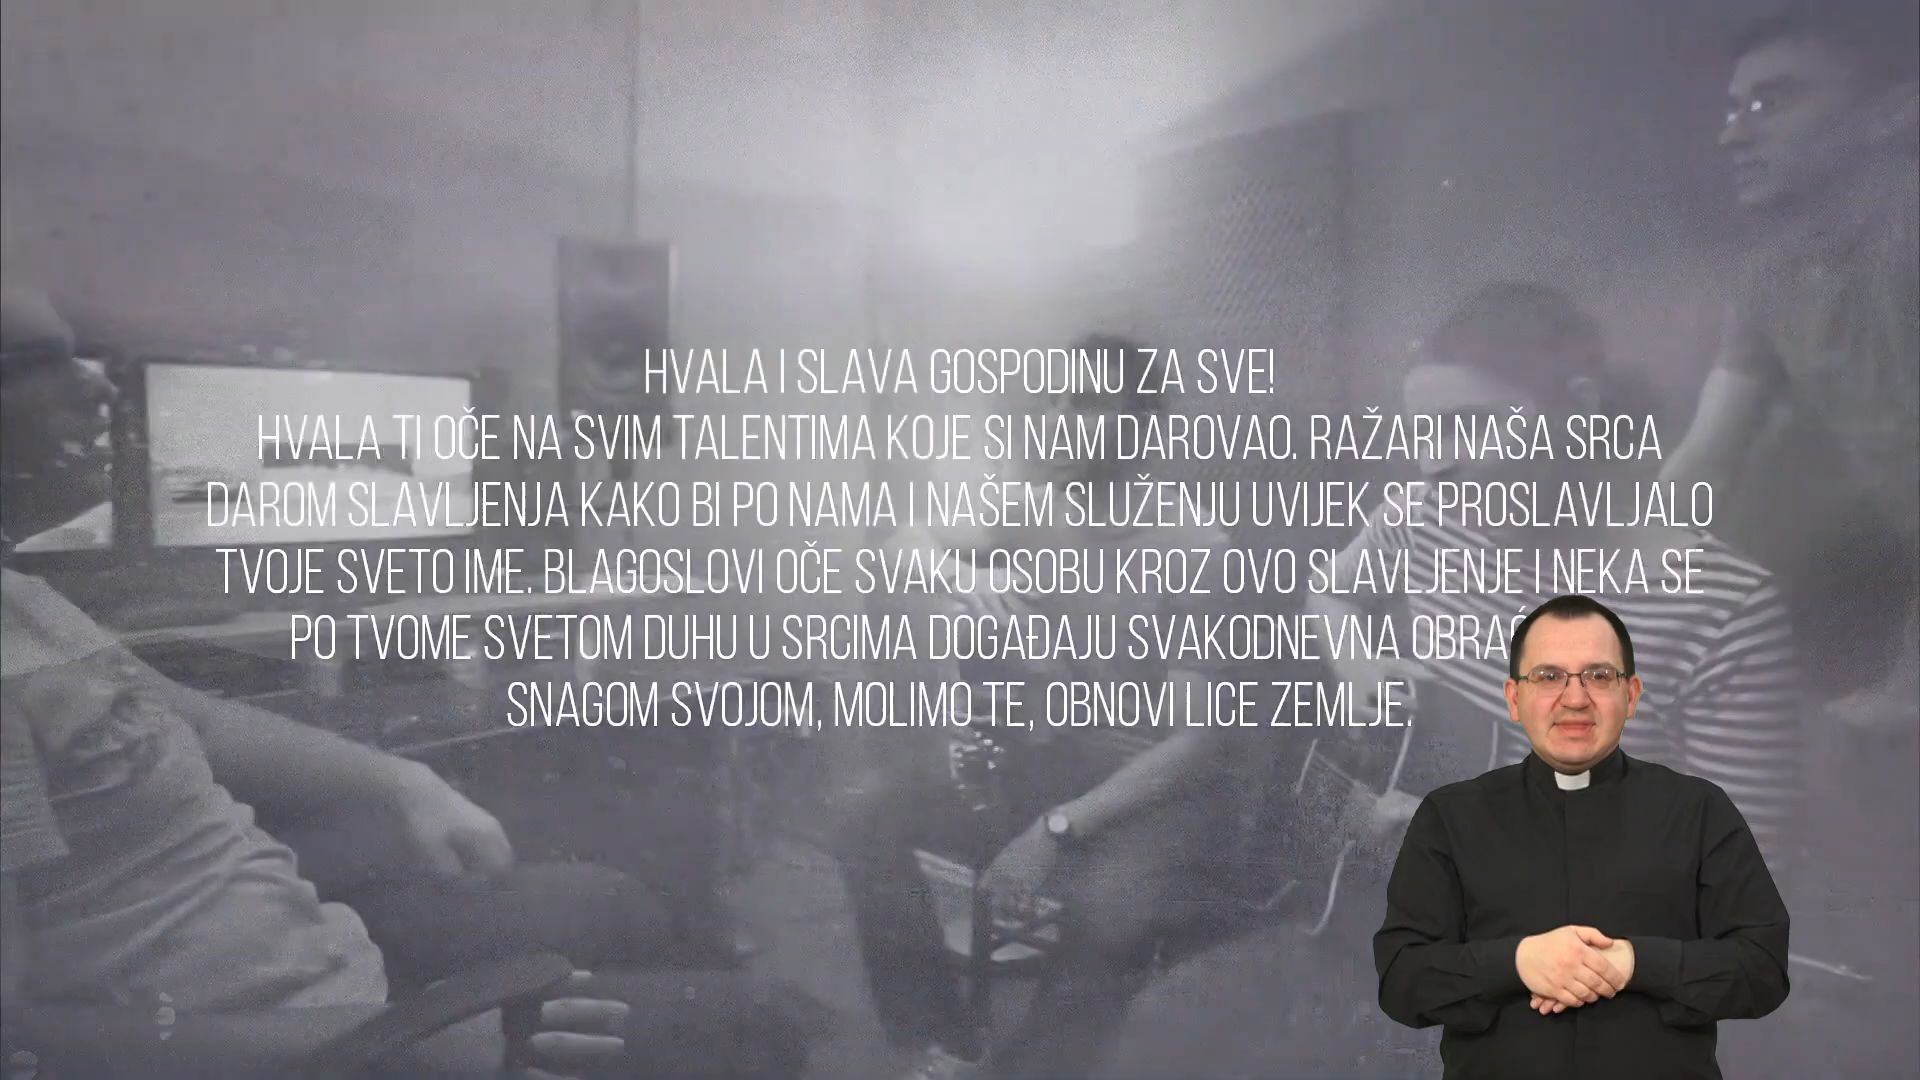 HVALA I SLAVA GOSPODINU ZA SVE!
HVALA TI OČE NA SVIM TALENTIMA KOJE SI NAM DAROVAO. RAŽARI NAŠA SRCA
DAROM SLAVLJENJA KAKO BI PO NAMA I NAŠEM SLUŽENJU UVIJEK SE PROSLAVLJALO
TVOJE SVETO IME. BLAGOSLOVI OČE SVAKU OSOBU KROZ OVO SLAVLJENJE I NEKA SE
PO TVOME SVETOM DUHU U SRCIMA DOGAĐAJU SVAKODNEVNA
SNAGOM SVOJOM, MOLIMO TE, OBNOVI LICE ZEMLJE.